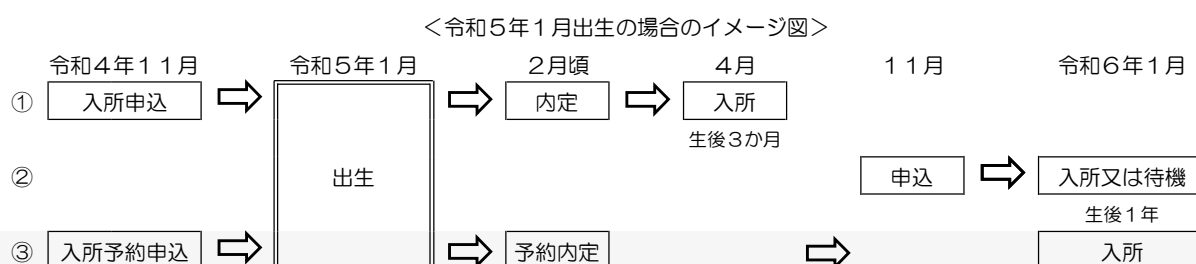 ＜令和５年１月出生の場合のイメージ図＞
令和４年１１月 令和５年１月 ２月頃 ４月 １１月 令和６年１月
① 入所申込 内定 入所
生後３か月
② 出生 申込 入所又は待機
生後１年
③ 入所予約申込 予約内定 入所